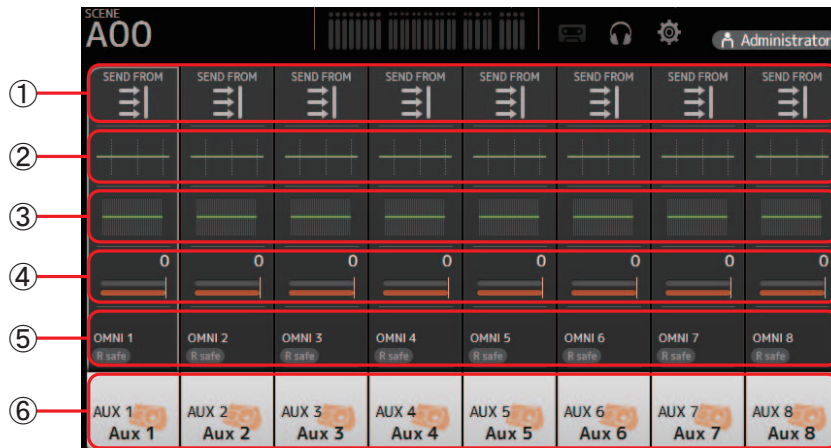 SCENE
A00
Administrator
① SEND FROM SEND FROM SEND FROM SEND FROM SEND FROM SEND FROM SEND FROM SEND FROM
②
③
④ 0 0 0 0 0 0 0 0
⑤ OMNI 1 OMNI 2 OMNI 3 OMNI 4 OMNI 5 OMNI 6 OMNI 7 OMNI 8
R safe R safe R safe R safe R safe R safe R safe R safe
⑥ AUX 1 AUX 2 AUX 3 AUX 4 AUX 5 AUX 6 AUX 7 AUX 8
Aux 1 Aux 2 Aux 3 Aux 4 Aux 5 Aux 6 Aux 7 Aux 8